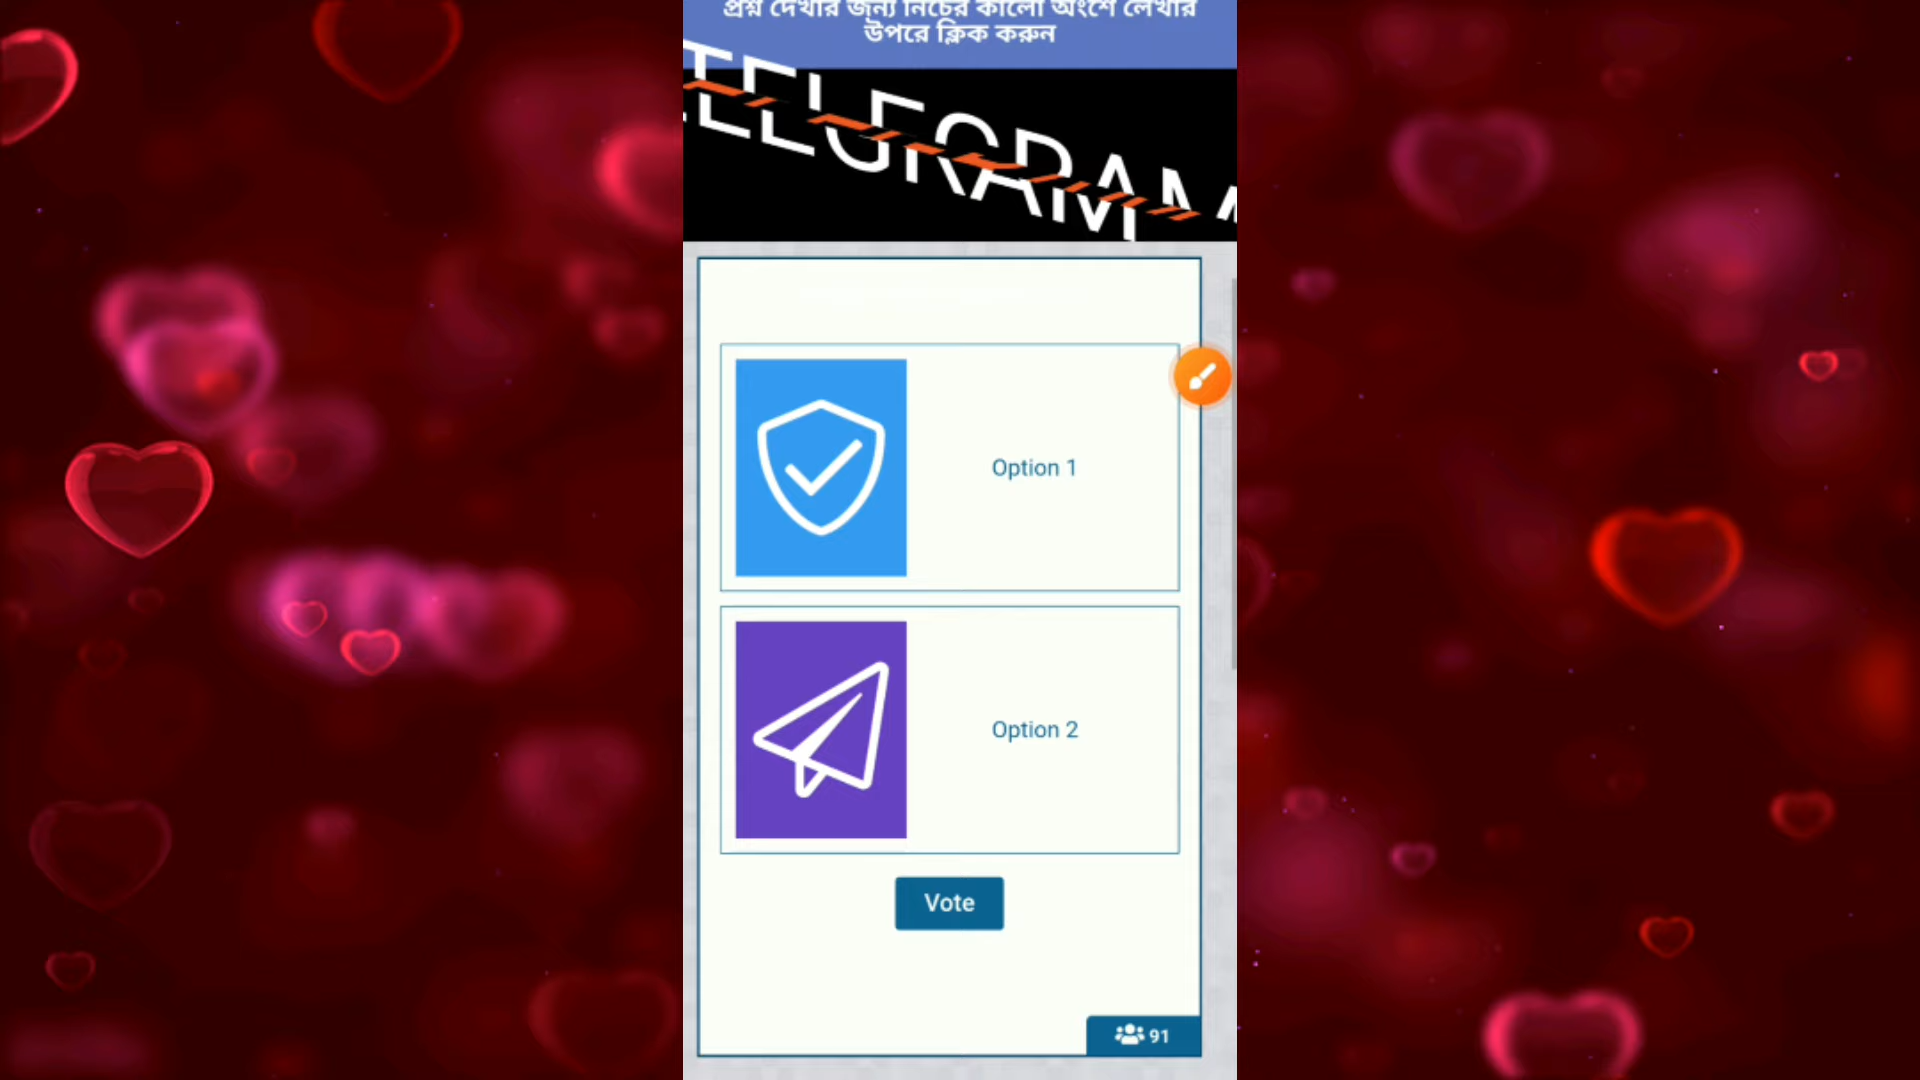 প্রশ্ন দেখার জন্য নিচের কালো অংশে লেখার
উপরে ক্লিক করুন
TELEGRAM
Option 1
Option 2
Vote
91